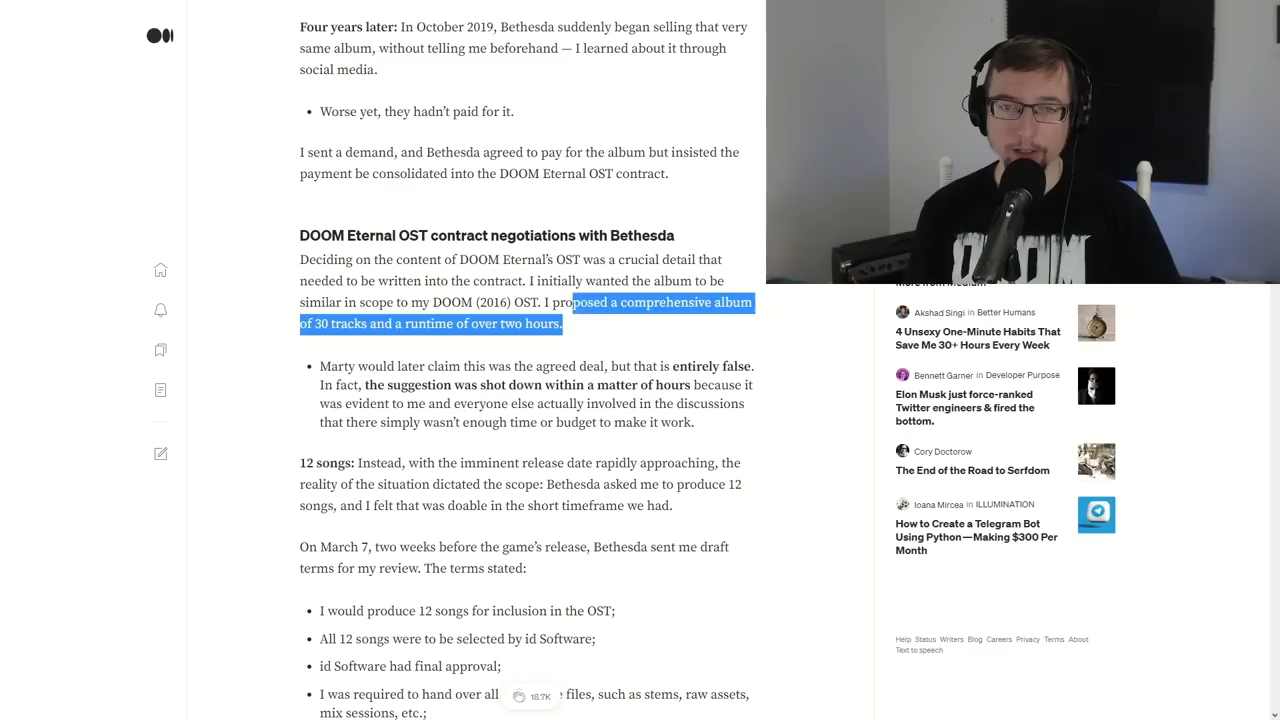 Four years later: In October 2019, Bethesda suddenly began selling that very
same album, without telling me beforehand — I learned about it through
social media.
• Worse yet, they hadn't paid for it.
I sent a demand, and Bethesda agreed to pay for the album but insisted the
payment be consolidated into the DOOM Eternal OST contract.
DOOM Eternal OST contract negotiations with Bethesda
Deciding on the content of DOOM Eternal's OST was a crucial detail that
needed to be written into the contract. I initially wanted the album to be
similar in scope to my DOOM (2016) OST. I proposed a comprehensive album
of 30 tracks and a runtime of over two hours.
• Marty would later claim this was the agreed deal, but that is entirely false.
In fact, the suggestion was shot down within a matter of hours because it
was evident to me and everyone else actually involved in the discussions
that there simply wasn't enough time or budget to make it work.
12 songs: Instead, with the imminent release date rapidly approaching, the
reality of the situation dictated the scope: Bethesda asked me to produce 12
songs, and I felt that was doable in the short timeframe we had.
On March 7, two weeks before the game's release, Bethesda sent me draft
terms for my review. The terms stated:
• I would produce 12 songs for inclusion in the OST;
• All 12 songs were to be selected by id Software;
• id Software had final approval;
• I was required to hand over all files, such as stems, raw assets,
mix sessions, etc.;
18.7K
DOOM
More from Medium
Akshad Singi in Better Humans
4 Unsexy One-Minute Habits That
Save Me 30+ Hours Every Week
Bennett Garner in Developer Purpose
Elon Musk just force-ranked
Twitter engineers & fired the
bottom.
Cory Doctorow
The End of the Road to Serfdom
Ioana Mircea in ILLUMINATION
How to Create a Telegram Bot
Using Python—Making $300 Per
Month
Help Status Writers Blog Careers Privacy Terms About
Text to speech